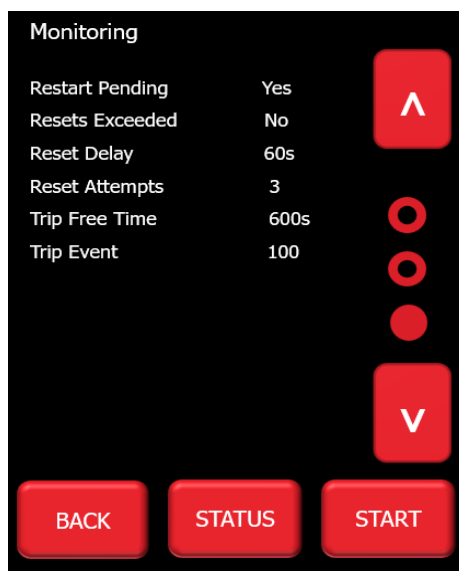 Monitoring
Restart Pending Yes
Resets Exceeded No
Reset Delay 60s
Reset Attempts 3
Trip Free Time 600s
Trip Event 100
BACK STATUS START